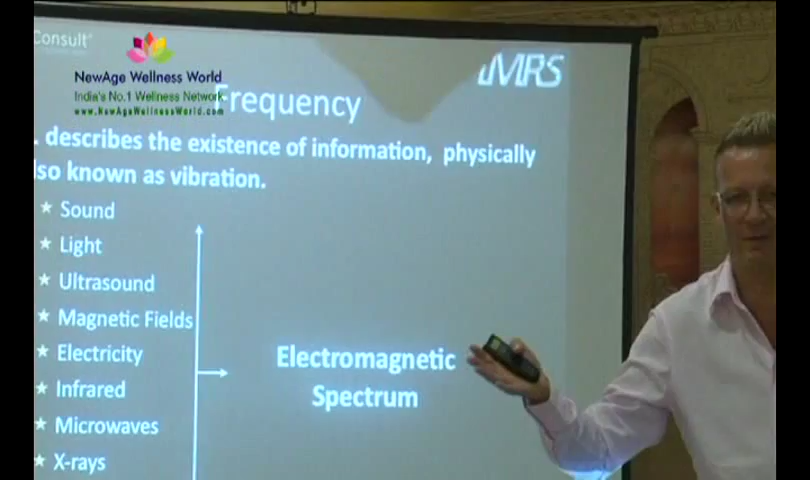 Consult
NewAge Wellness World
India's No.1 Wellness Network
www.NewAgeWellnessWorld.com
iMRS
Frequency
.. describes the existence of information, physically
lso known as vibration.
★ Sound
★ Light
★ Ultrasound
★ Magnetic Fields
★ Electricity
★ Infrared
★ Microwaves
★ X-rays
Electromagnetic
Spectrum